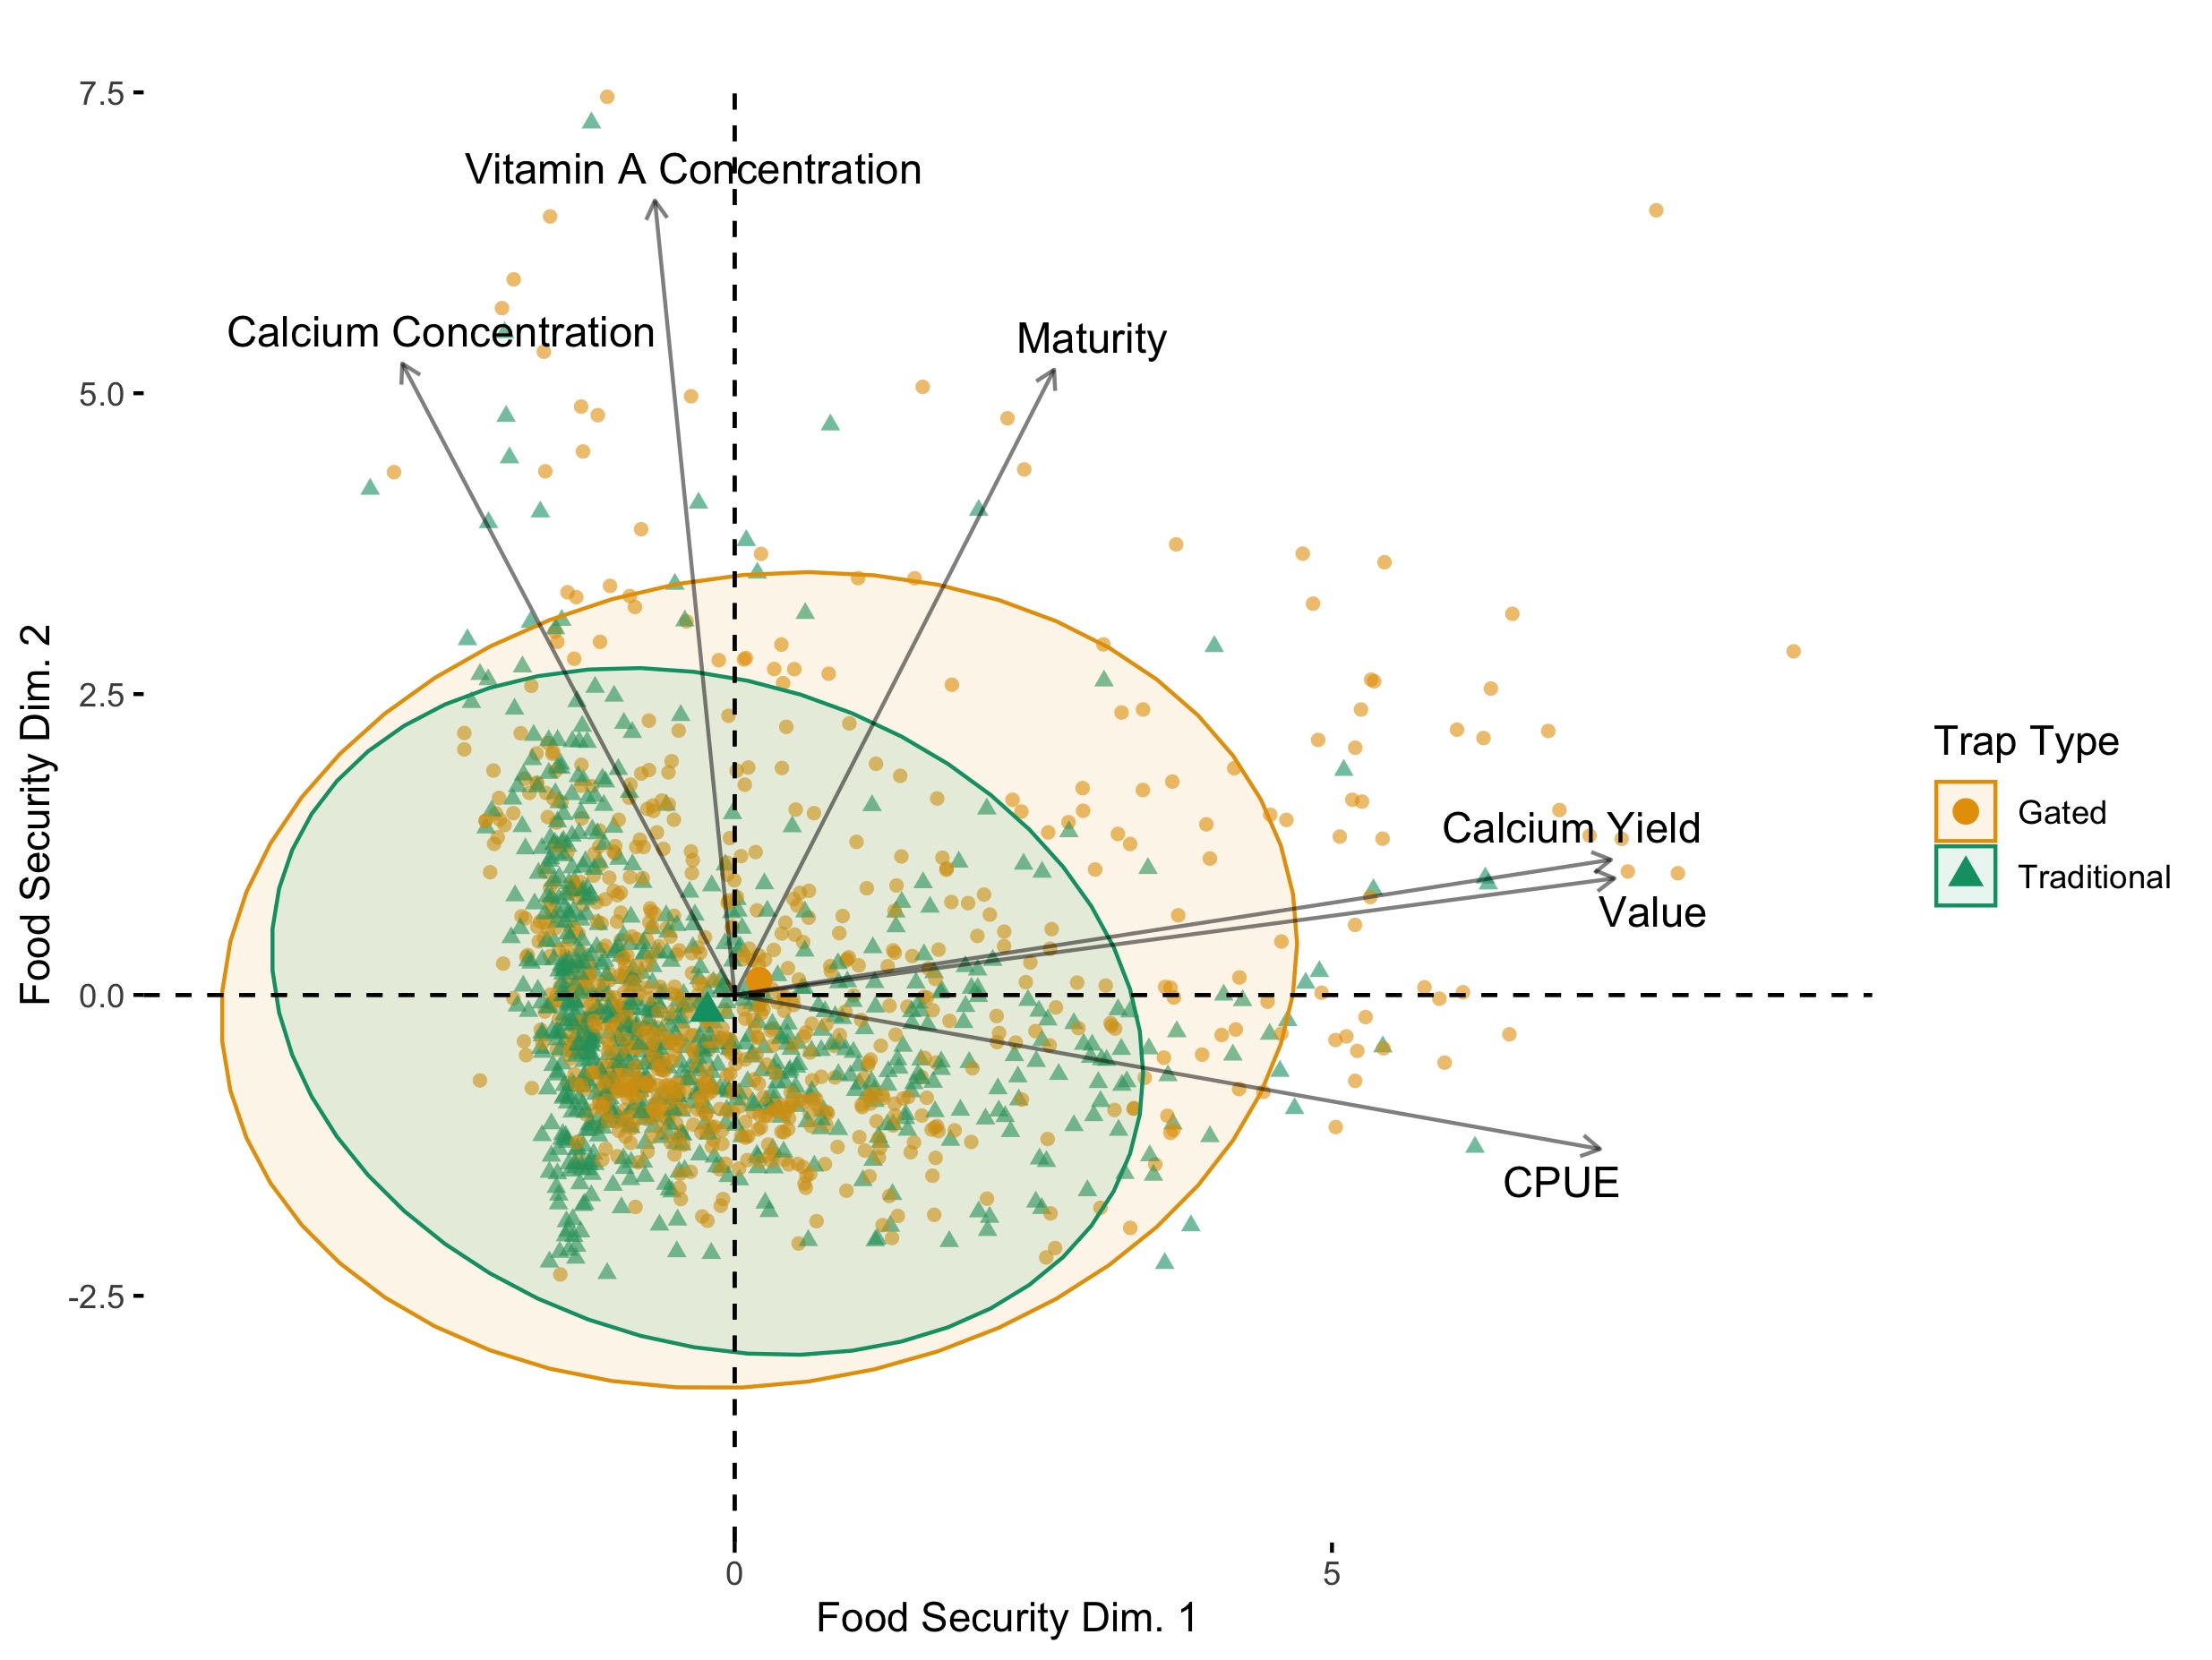 7.5
Vitamin A Concentration
Calcium Concentration
Maturity
5.0
2.5
Food Security Dim. 2
Trap Type
Gated
Traditional
Calcium Yield
Value
0.0
CPUE
-2.5
0
5
Food Security Dim. 1